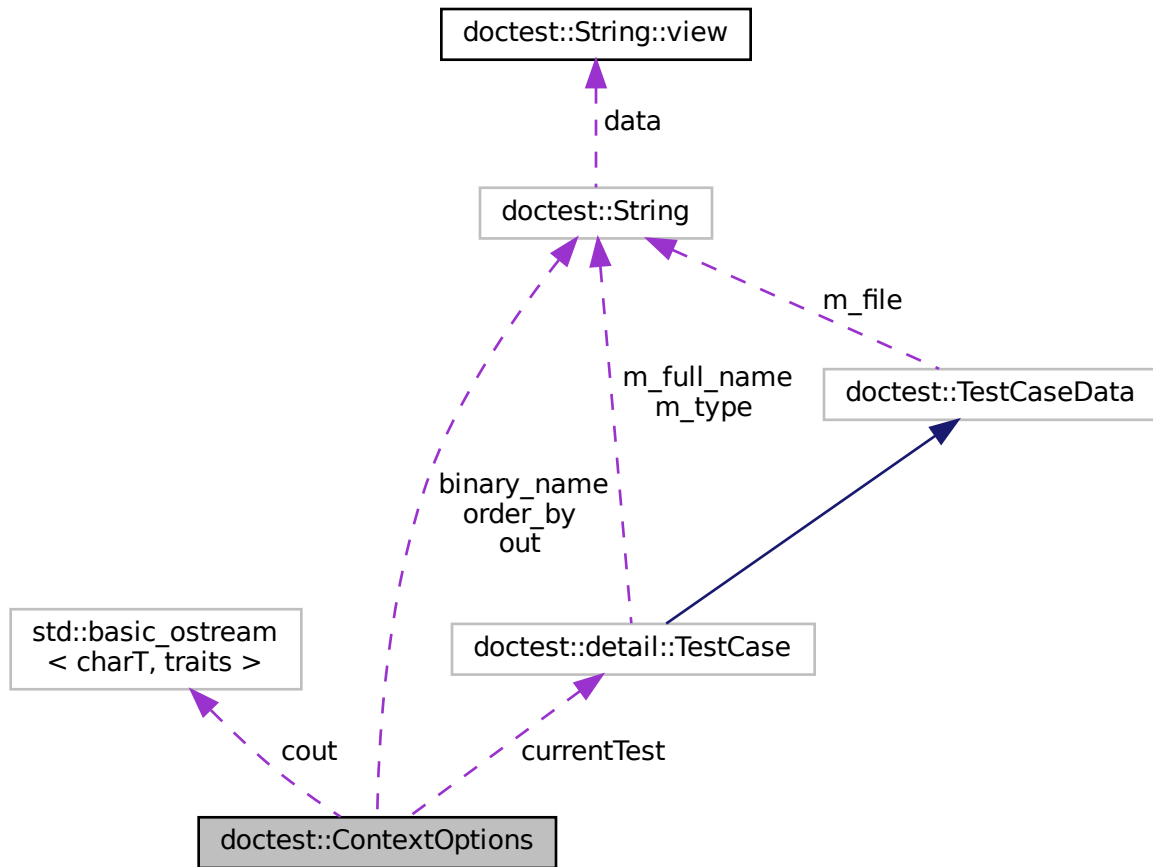 doctest::String::view
data
doctest::String
m_file
m_full_name
m_type
doctest::TestCaseData
binary_name
order_by
out
std::basic_ostream
< charT, traits >
doctest::detail::TestCase
cout
currentTest
doctest::ContextOptions